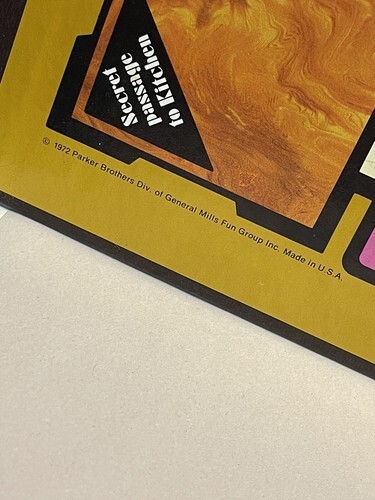 Secret
passage
to Kitchen
© 1972 Parker Brothers Div. of General Mills Fun Group Inc. Made in U.S.A.